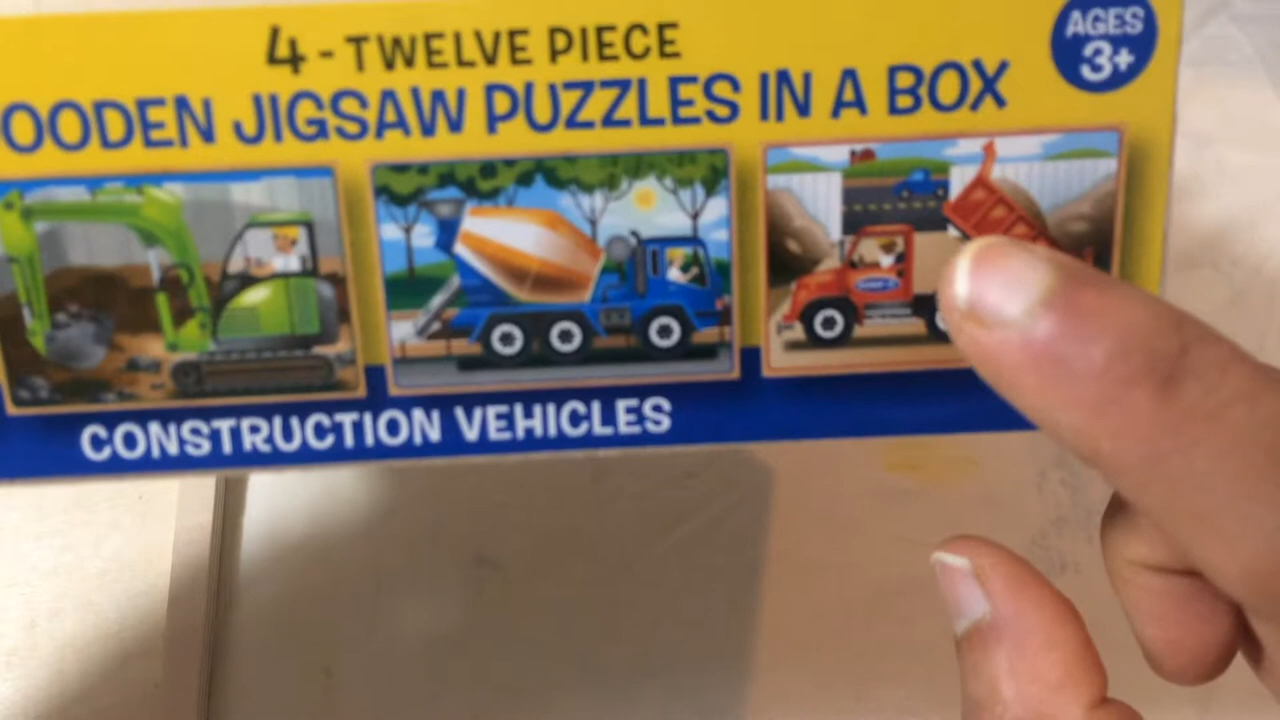 4-TWELVE PIECE
OODEN JIGSAW PUZZLES IN A BOX
AGES
3+
CONSTRUCTION VEHICLES